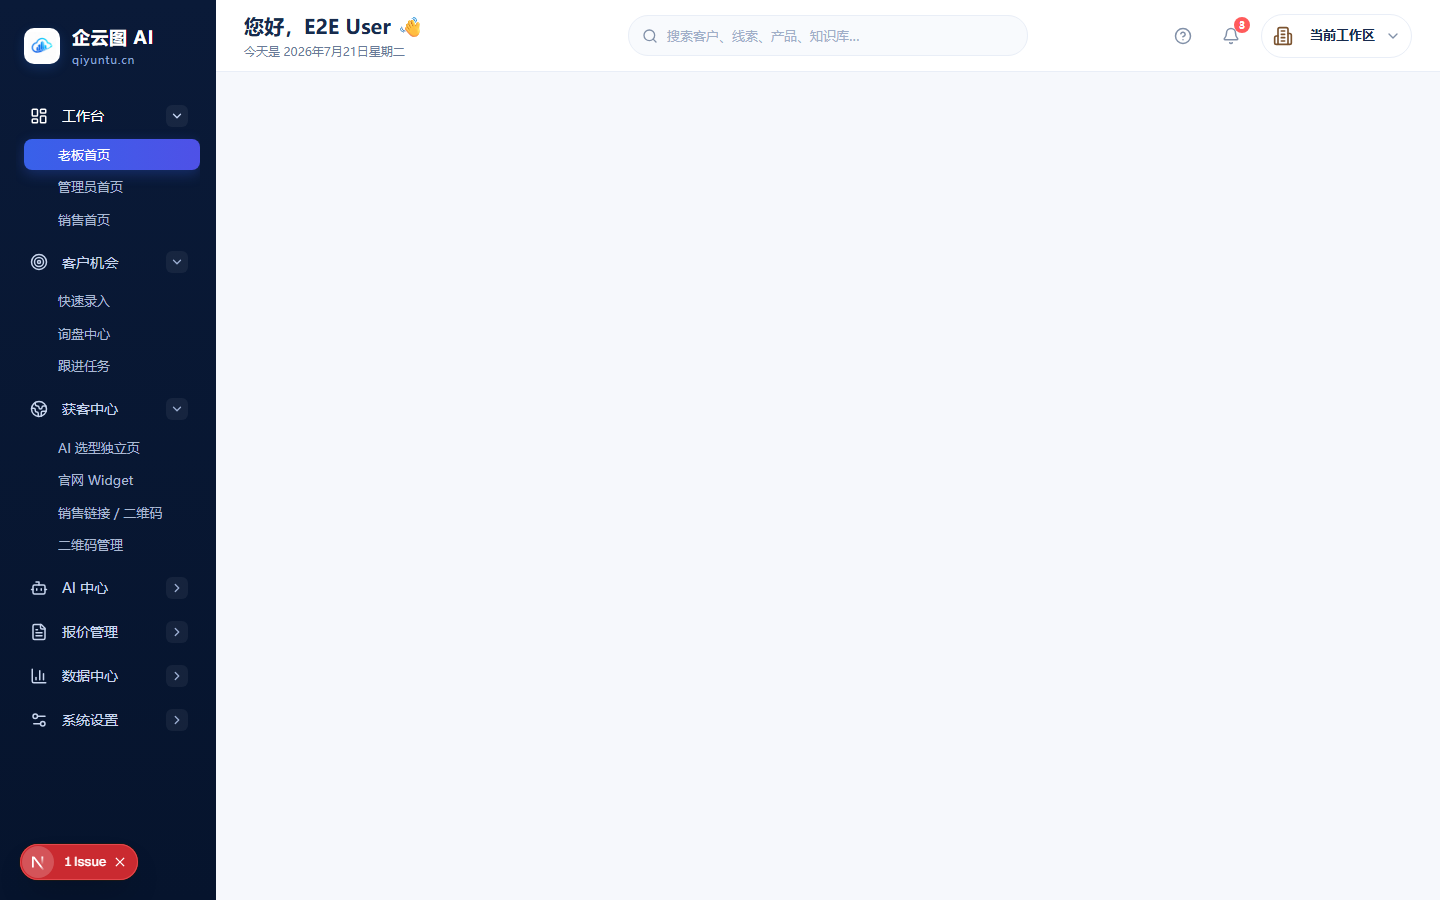 企云图 AI
qiyuntu.cn
工作台
老板首页
管理员首页
销售首页
客户机会
快速录入
询盘中心
跟进任务
获客中心
AI 选型独立页
官网 Widget
销售链接 / 二维码
二维码管理
AI 中心
报价管理
数据中心
系统设置
N
1 Issue
您好，E2E User 👋
今天是 2026年7月21日星期二
搜索客户、线索、产品、知识库...
8
当前工作区